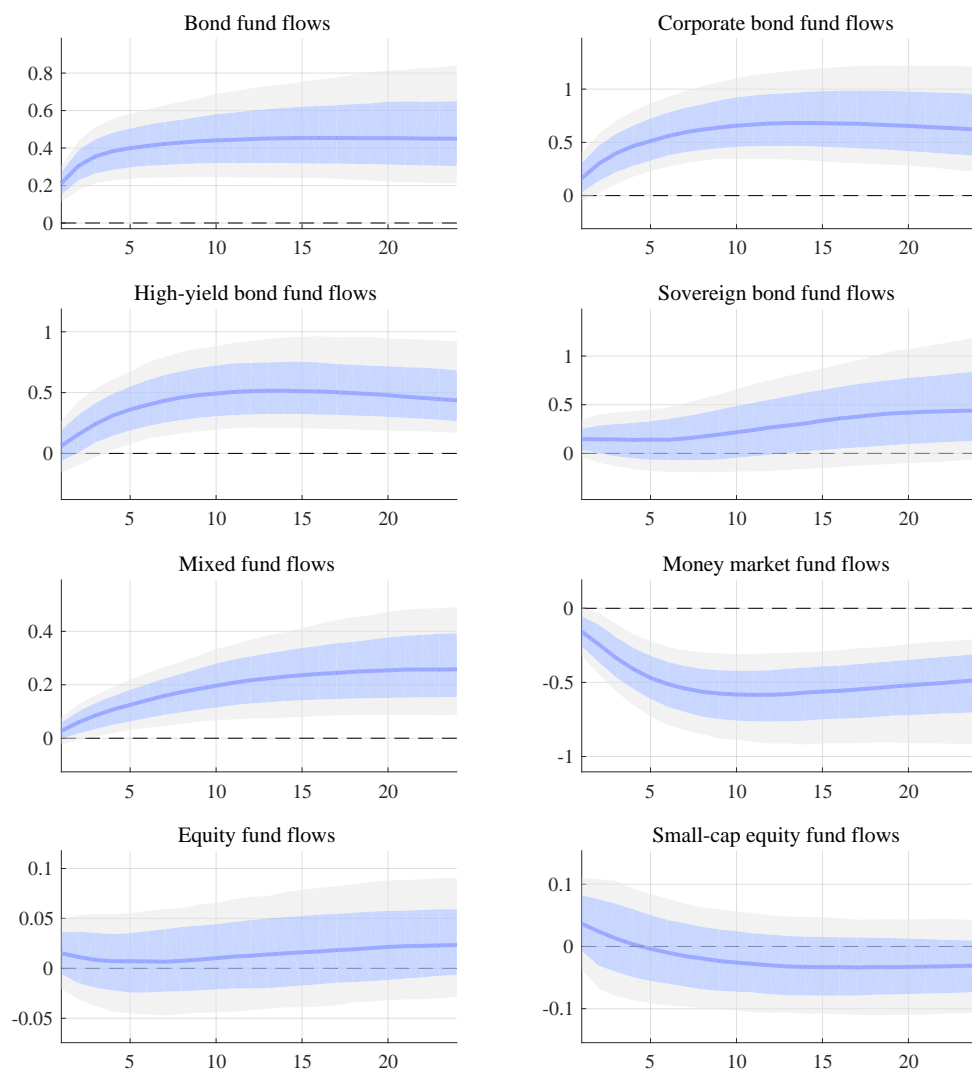 Bond fund flows
0.8
0.6
0.4
0.2
0
5 10 15 20
Corporate bond fund flows
1
0.5
0
5 10 15 20
High-yield bond fund flows
1
0.5
0
5 10 15 20
Sovereign bond fund flows
1
0.5
0
5 10 15 20
Mixed fund flows
0.4
0.2
0
5 10 15 20
Money market fund flows
0
-0.5
-1
5 10 15 20
Equity fund flows
0.1
0.05
0
-0.05
5 10 15 20
Small-cap equity fund flows
0.1
0
-0.1
5 10 15 20